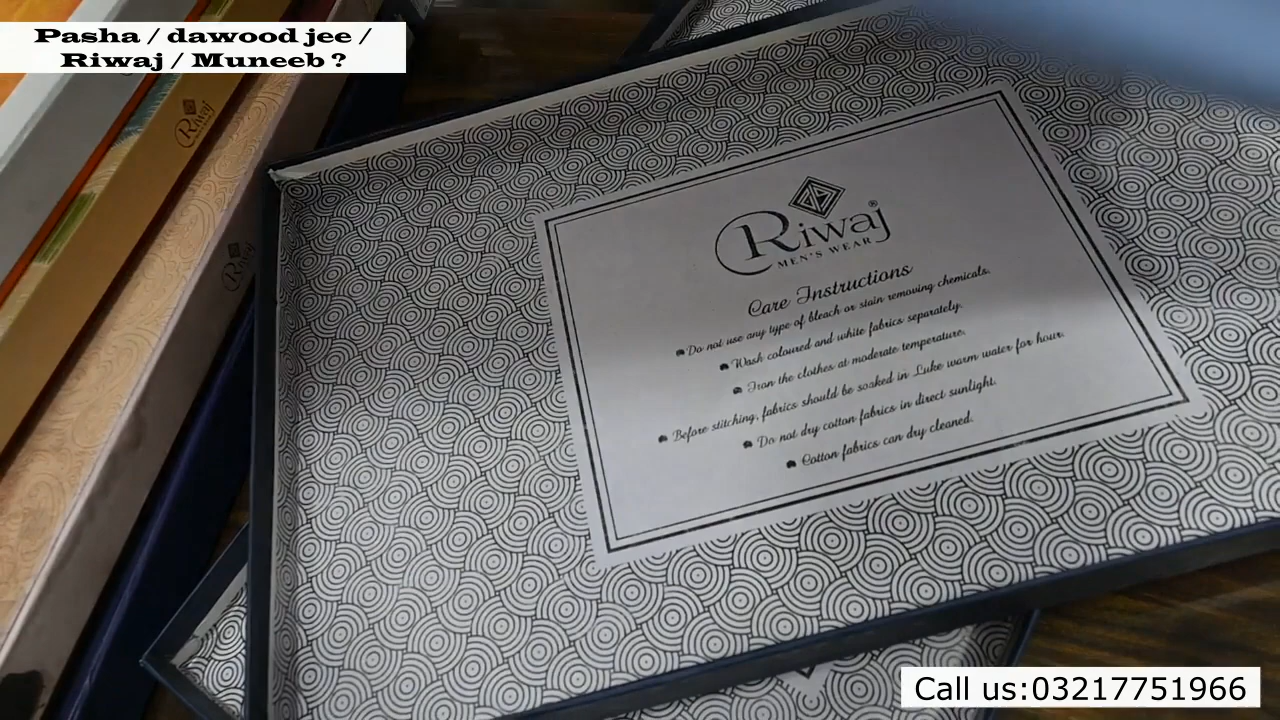 Pasha / dawood jee /
Riwaj / Muneeb ?
Riwaj
Riwaj
Riwaj®
MEN'S WEAR
Care Instructions
Do not use any type of bleach or stain removing chemicals.
Wash coloured and white fabrics separately.
Iron the clothes at moderate temperature.
Before stitching, fabrics should be soaked in Luke warm water for hour.
Do not dry cotton fabrics in direct sunlight.
Cotton fabrics can dry cleaned.
Call us:03217751966